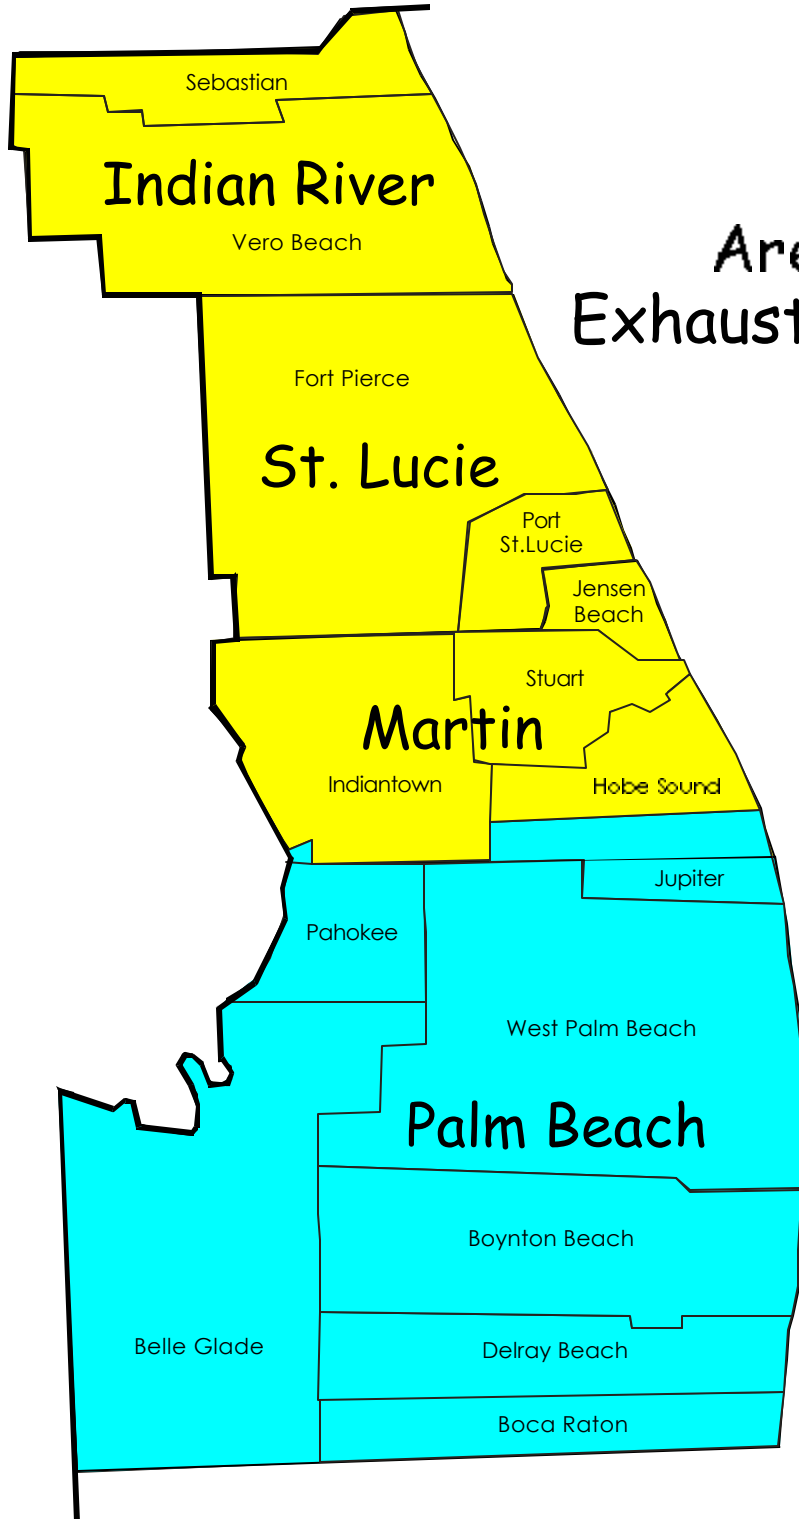 Sebastian
Indian River
Vero Beach
Exhaust
Fort Pierce
St. Lucie
Port
St.Lucie
Jensen
Beach
Stuart
Martin
Indiantown
Hobe Sound
Jupiter
Pahokee
West Palm Beach
Palm Beach
Boynton Beach
Belle Glade
Delray Beach
Boca Raton